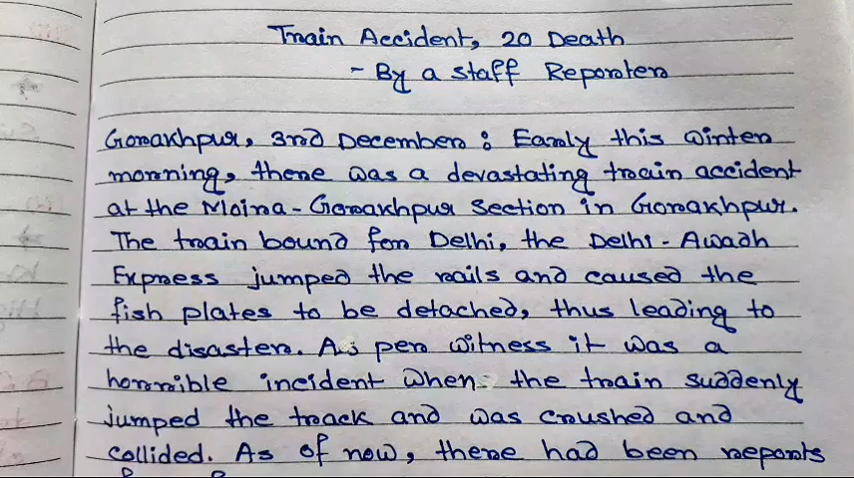 Train Accident, 20 Death
- By a staff Reporter
Gorakhpur, 3rd December : Early this winter
morning, there was a devastating train accident
at the Moira-Gorakhpur Section in Gorakhpur.
The train bound for Delhi, the Delhi - Awadh
Express jumped the rails and caused the
fish plates to be detached, thus leading to
the disaster. As per witness it was a
horrible incident when the train suddenly
jumped the track and was crushed and
collided. As of now, there had been reports